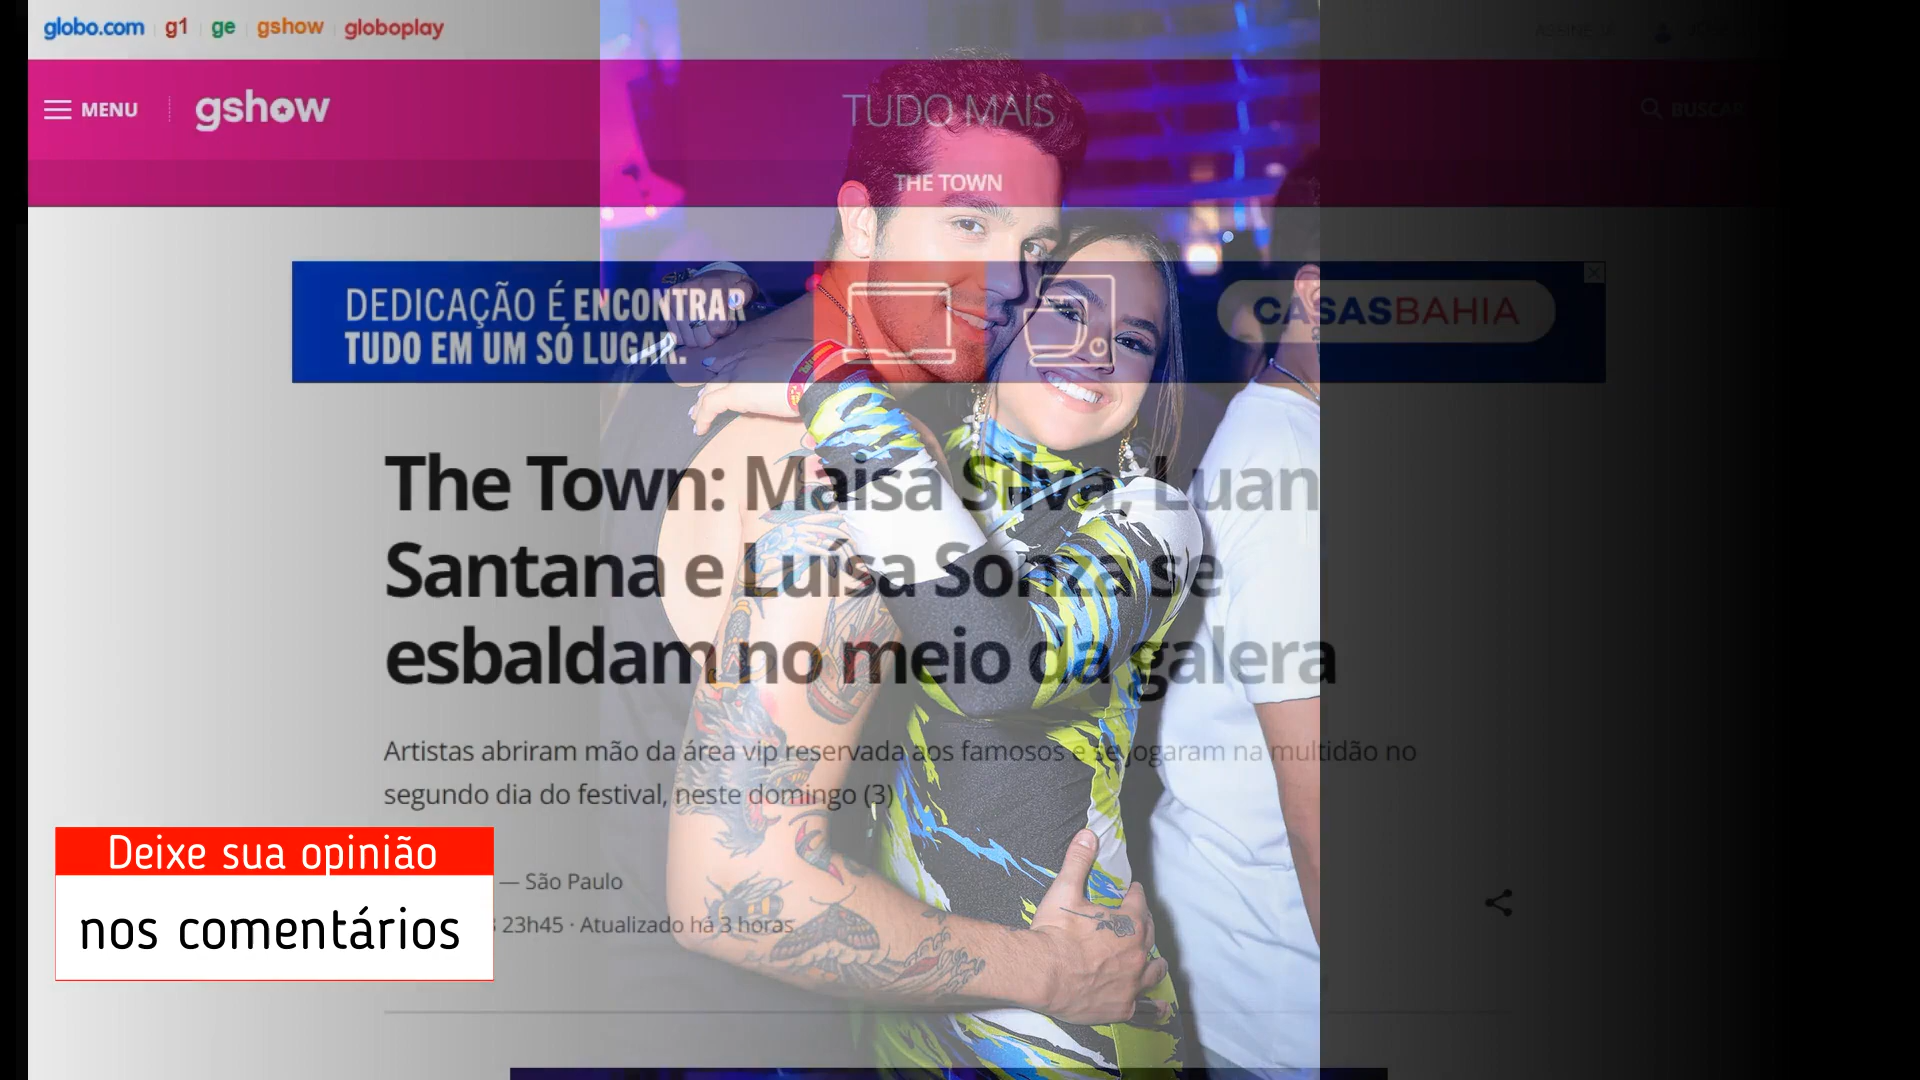 globo.com g1 ge gshow globoplay
MENU gshow TUDO MAIS BUSCAR
THE TOWN
DEDICAÇÃO É ENCONTRAR
TUDO EM UM SÓ LUGAR.
CASASBAHIA
The Town: Maisa Silva, Luan
Santana e Luísa Sonza se
esbaldam no meio da galera
Artistas abriram mão da área vip reservada aos famosos e se jogaram na multidão no
segundo dia do festival, neste domingo (3)
— São Paulo
23h45 · Atualizado há 3 horas
Deixe sua opinião
nos comentários